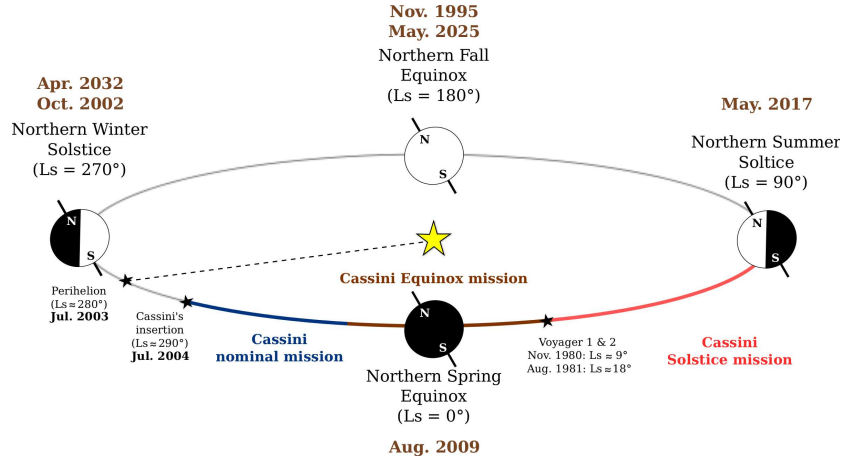 Nov. 1995
May. 2025
Northern Fall
Equinox
(Ls = 180°)
Apr. 2032
Oct. 2002
Northern Winter
Solstice
(Ls = 270°)
May. 2017
Northern Summer
Soltice
(Ls = 90°)
N
S
N
S
N
S
Cassini Equinox mission
Perihelion
(Ls≈280°)
Jul. 2003
Cassini's
insertion
(Ls≈290°)
Jul. 2004
Cassini
nominal mission
N
S
Voyager 1 & 2
Nov. 1980: Ls ≈ 9°
Aug. 1981: Ls≈18°
Cassini
Solstice mission
Northern Spring
Equinox
(Ls = 0°)
Aug. 2009